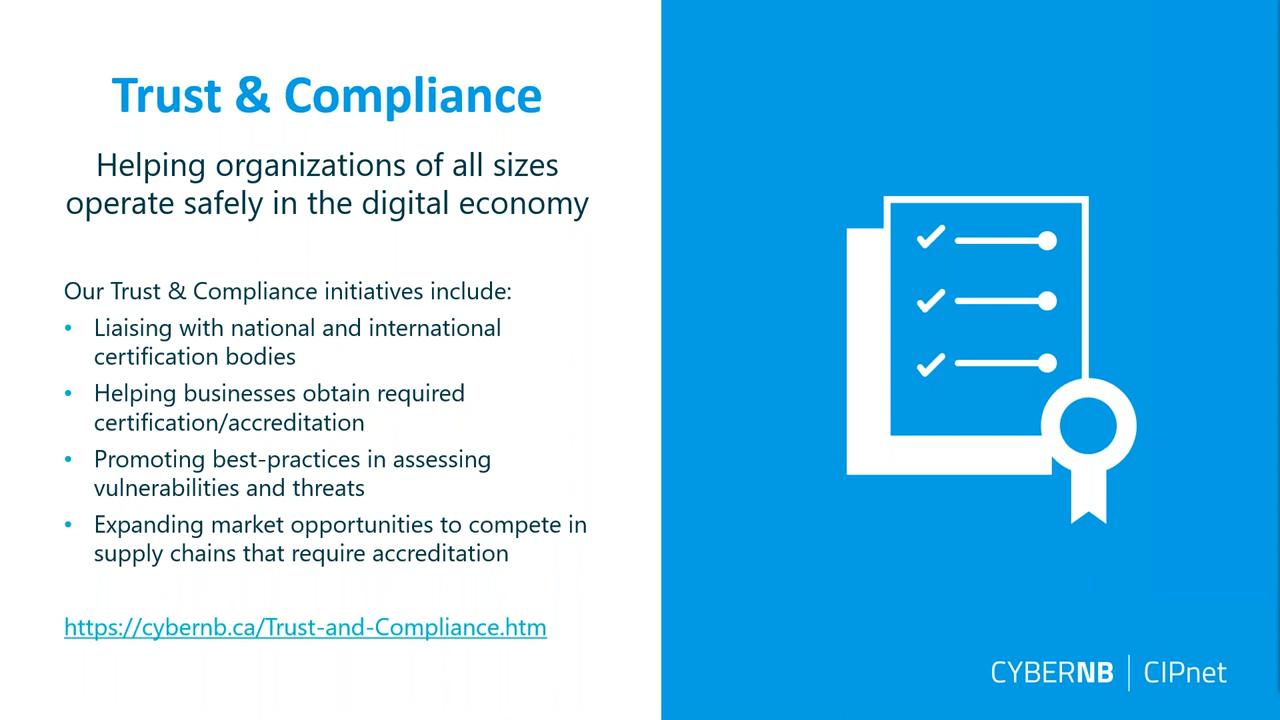 Trust & Compliance
Helping organizations of all sizes
operate safely in the digital economy
Our Trust & Compliance initiatives include:
• Liaising with national and international
certification bodies
• Helping businesses obtain required
certification/accreditation
• Promoting best-practices in assessing
vulnerabilities and threats
• Expanding market opportunities to compete in
supply chains that require accreditation
https://cybernb.ca/Trust-and-Compliance.htm
CYBERNB | CIPnet